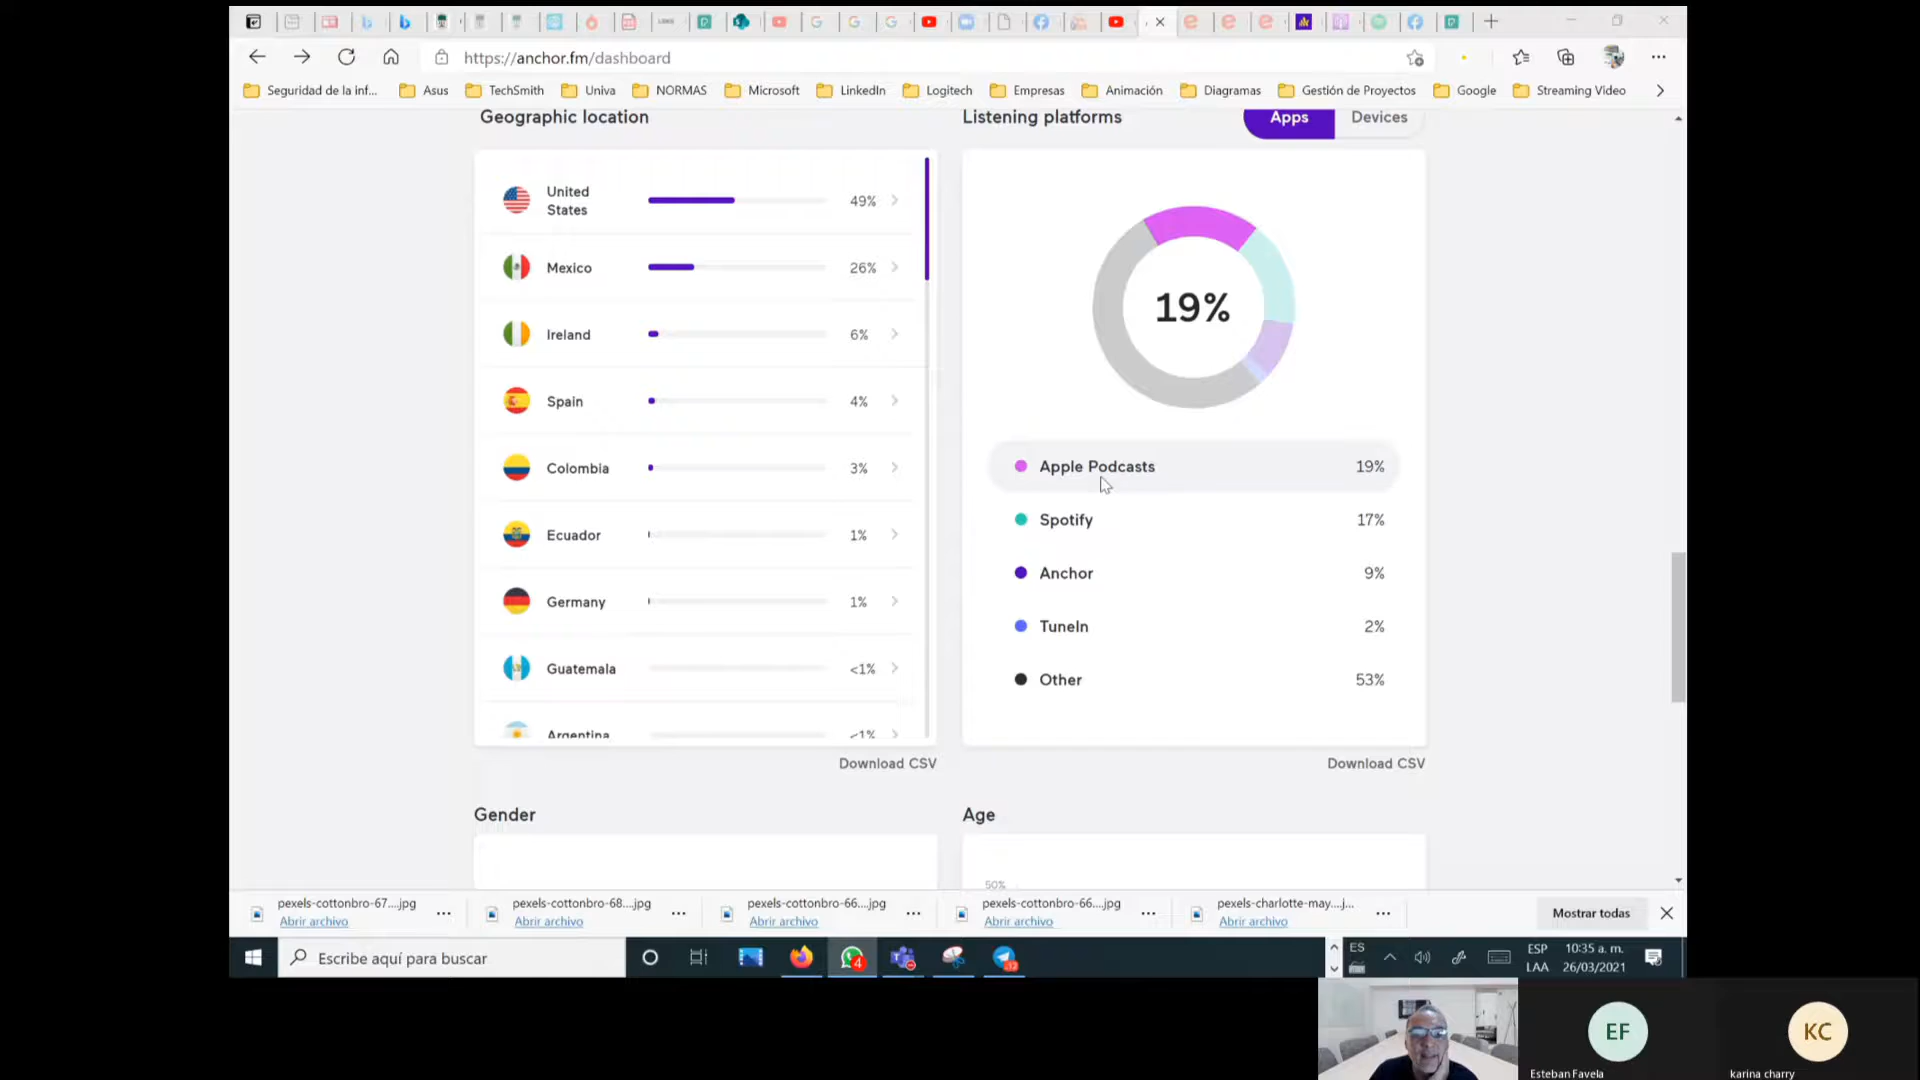 https://anchor.fm/dashboard
Seguridad de la inf...
Asus
TechSmith
Univa
NORMAS
Microsoft
LinkedIn
Logitech
Empresas
Animación
Diagramas
Gestión de Proyectos
Google
Streaming Video
Geographic location
United
States
49%
Mexico
26%
Ireland
6%
Spain
4%
Colombia
3%
Ecuador
1%
Germany
1%
Guatemala
<1%
Argentina
<1%
Download CSV
Listening platforms
Apps
Devices
19%
Apple Podcasts
19%
Spotify
17%
Anchor
9%
TuneIn
2%
Other
53%
Download CSV
Gender
Age
50%
pexels-cottonbro-67....jpg
Abrir archivo
pexels-cottonbro-68....jpg
Abrir archivo
pexels-cottonbro-66....jpg
Abrir archivo
pexels-cottonbro-66....jpg
Abrir archivo
pexels-charlotte-may....j...
Abrir archivo
Mostrar todas
Escribe aquí para buscar
4
ES
ESP
LAA
10:35 a. m.
26/03/2021
EF
Esteban Favela
KC
karina charry